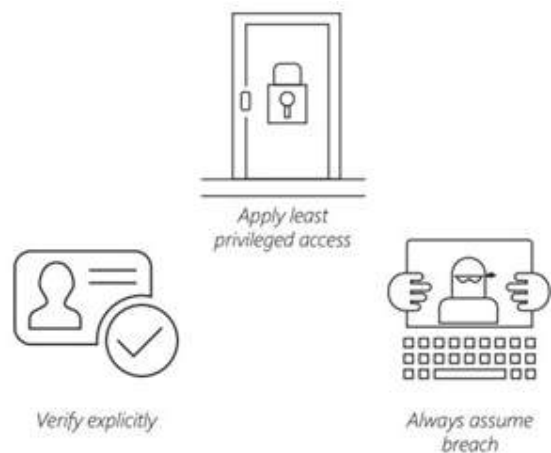 Apply least
privileged access
Verify explicitly
Always assume
breach